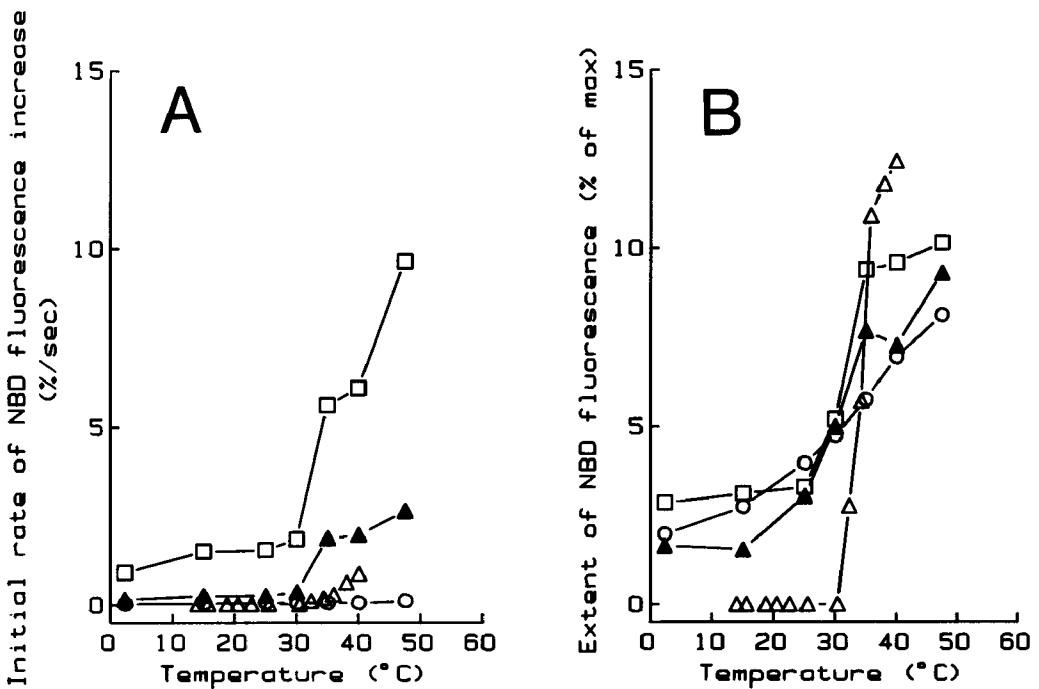 Initial rate of NBD fluorescence increase
(%/sec)
A
15
10
5
0
0 10 20 30 40 50 60
Temperature (°C)
Extent of NBD fluorescence (% of max)
B
15
10
5
0
0 10 20 30 40 50 60
Temperature (°C)